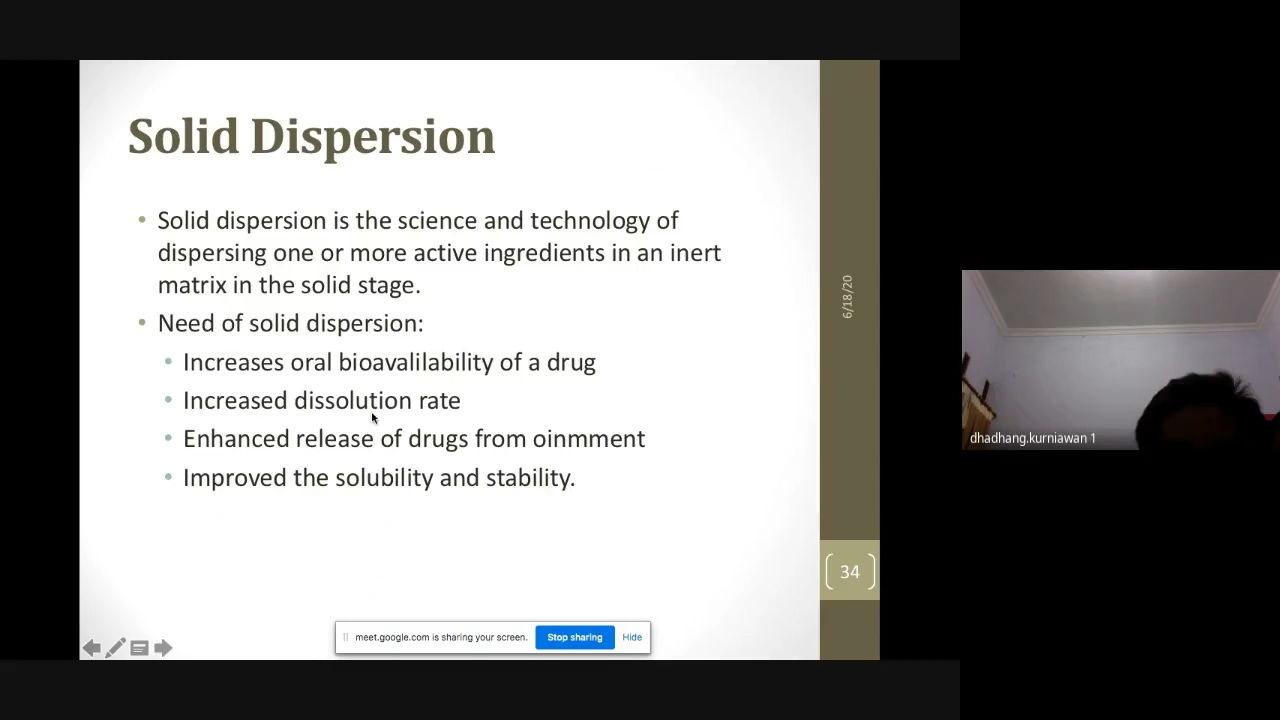 Solid Dispersion
• Solid dispersion is the science and technology of
dispersing one or more active ingredients in an inert
matrix in the solid stage.
• Need of solid dispersion:
• Increases oral bioavalilability of a drug
• Increased dissolution rate
• Enhanced release of drugs from oinmment
• Improved the solubility and stability.
6/18/20
34
meet.google.com is sharing your screen.
Stop sharing
Hide
dhadhang.kurniawan 1